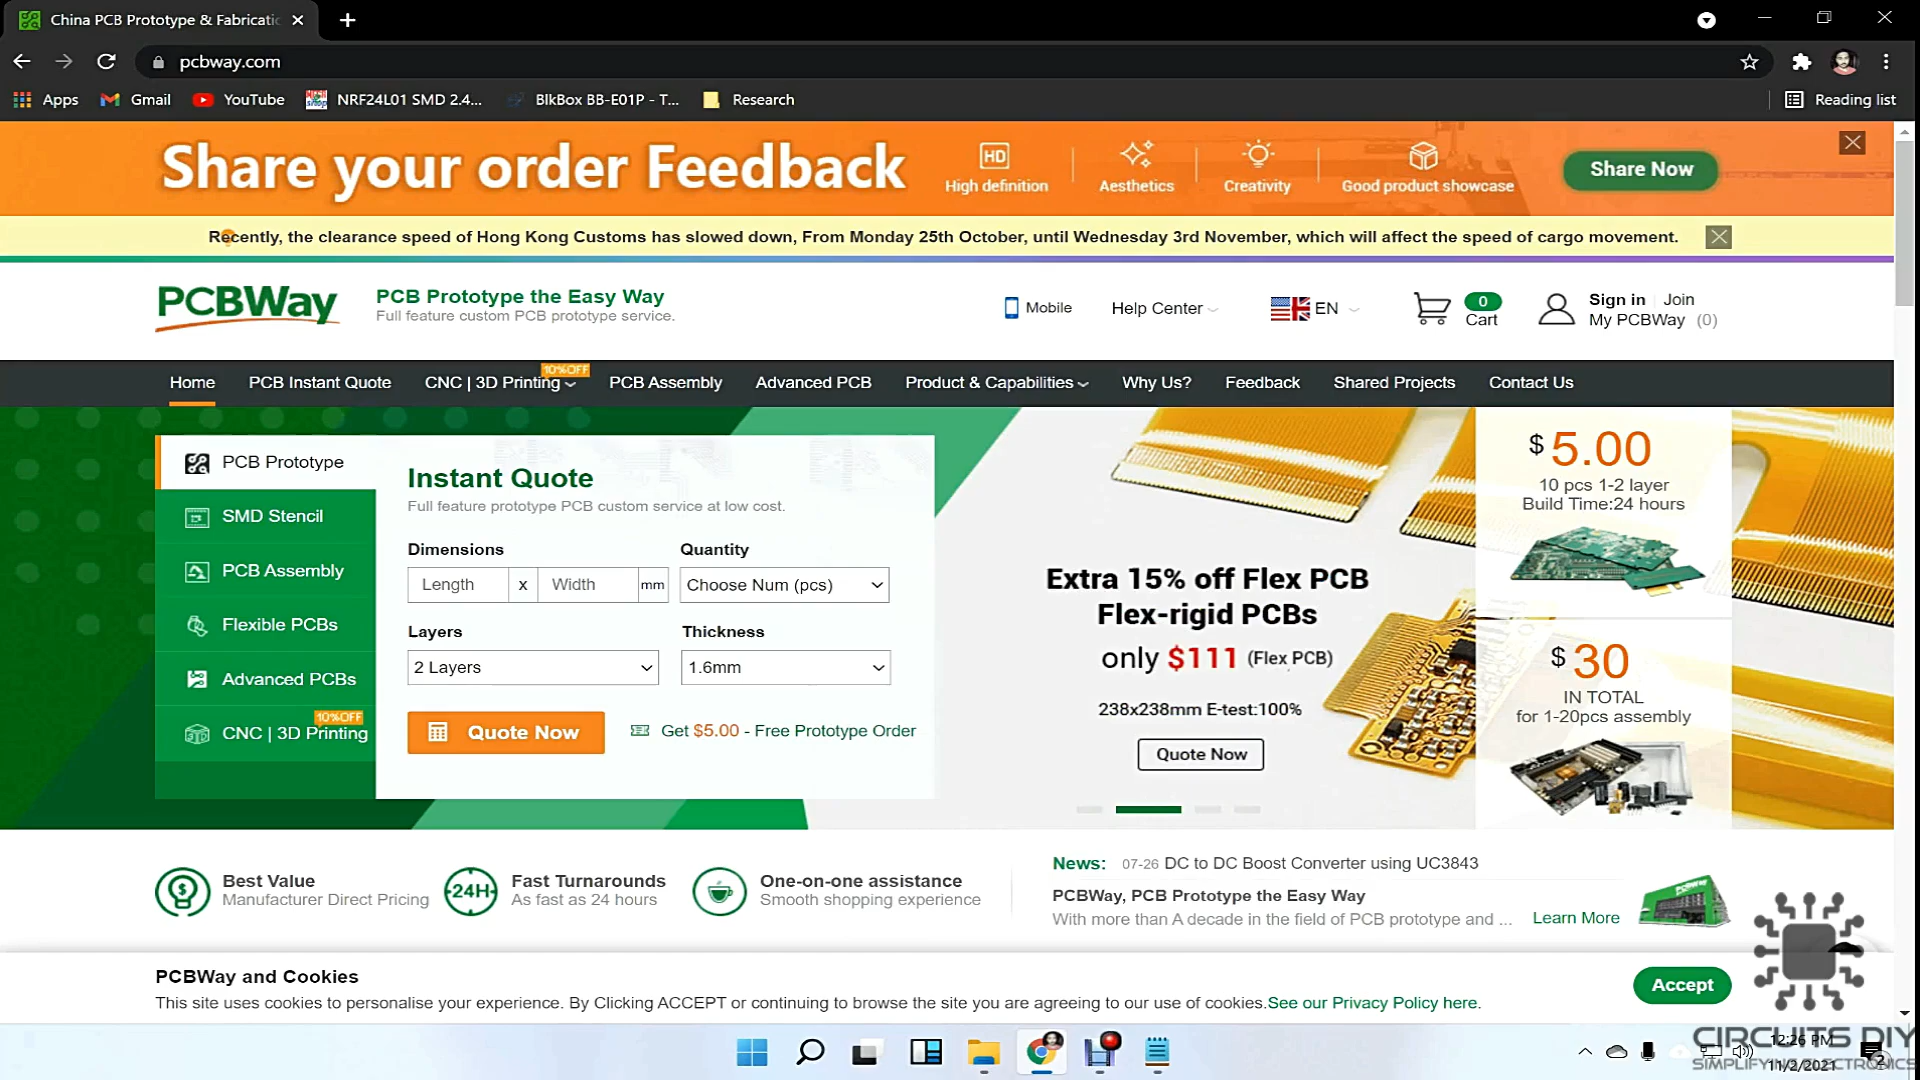 China PCB Prototype & Fabricatio
pcbway.com
Apps
Gmail
YouTube
NRF24L01 SMD 2.4...
BlkBox BB-E01P - T...
Research
Reading list
Share your order Feedback
HD
High definition
Aesthetics
Creativity
Good product showcase
Share Now
Recently, the clearance speed of Hong Kong Customs has slowed down, From Monday 25th October, until Wednesday 3rd November, which will affect the speed of cargo movement.
PCBWay
PCB Prototype the Easy Way
Full feature custom PCB prototype service.
Mobile
Help Center
EN
0
Cart
Sign in
Join
My PCBWay (0)
Home
PCB Instant Quote
CNC | 3D Printing
10%OFF
PCB Assembly
Advanced PCB
Product & Capabilities
Why Us?
Feedback
Shared Projects
Contact Us
PCB Prototype
SMD Stencil
PCB Assembly
Flexible PCBs
Advanced PCBs
10%OFF
CNC | 3D Printing
Instant Quote
Full feature prototype PCB custom service at low cost.
Dimensions
Quantity
Length x Width mm
Choose Num (pcs)
Layers
Thickness
2 Layers
1.6mm
Quote Now
Get $5.00 - Free Prototype Order
Extra 15% off Flex PCB
Flex-rigid PCBs
only $111 (Flex PCB)
238x238mm E-test:100%
Quote Now
$ 5.00
10 pcs 1-2 layer
Build Time:24 hours
$ 30
IN TOTAL
for 1-20pcs assembly
Best Value
Manufacturer Direct Pricing
24H
Fast Turnarounds
As fast as 24 hours
One-on-one assistance
Smooth shopping experience
News: 07-26 DC to DC Boost Converter using UC3843
PCBWay, PCB Prototype the Easy Way
With more than A decade in the field of PCB prototype and ...
Learn More
PCBWay and Cookies
This site uses cookies to personalise your experience. By Clicking ACCEPT or continuing to browse the site you are agreeing to our use of cookies.See our Privacy Policy here.
Accept
CIRCUITS DIY
SIMPLIFYING ELECTRONICS
12:26 PM
11/2/2021
2